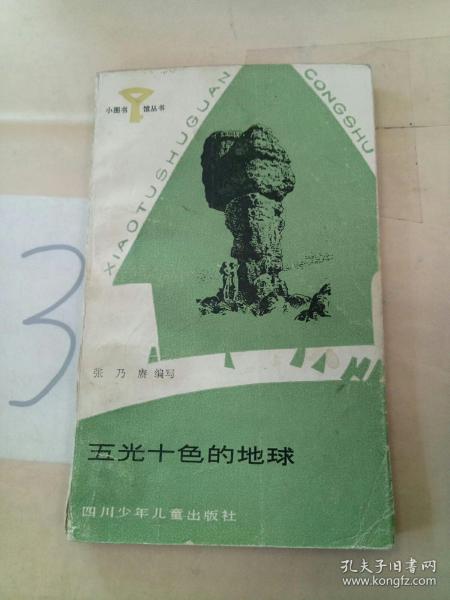 小图书馆丛书
XIAOTUSHUGUAN CONGSHU
3
张乃赓 编写
五光十色的地球
四川少年儿童出版社
孔夫子旧书网
www.kongfz.com